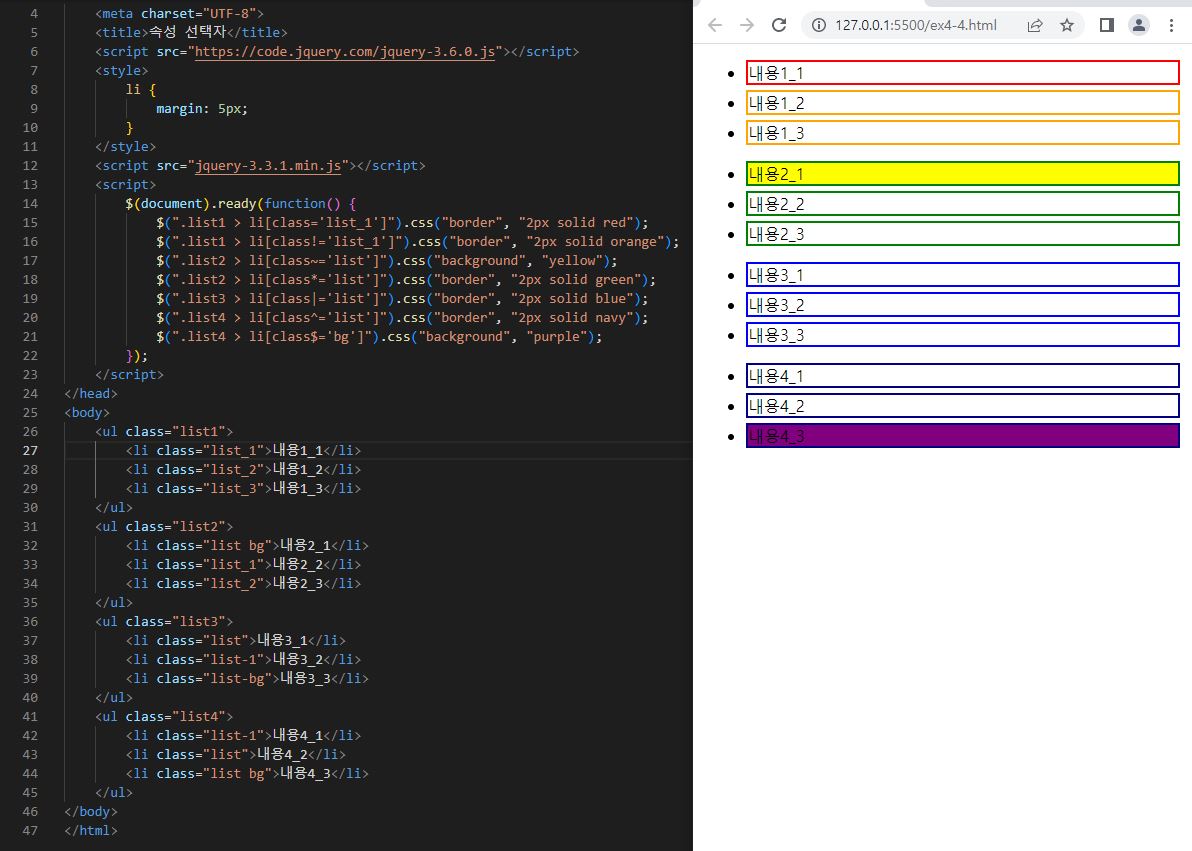 4 <meta charset="UTF-8">
5 <title>속성 선택자</title>
6 <script src="https://code.jquery.com/jquery-3.6.0.js"></script>
7 <style>
8 li {
9 margin: 5px;
10 }
11 </style>
12 <script src="jquery-3.3.1.min.js"></script>
13 <script>
14 $(document).ready(function() {
15 $(".list1 > li[class='list_1']").css("border", "2px solid red");
16 $(".list1 > li[class!='list_1']").css("border", "2px solid orange");
17 $(".list2 > li[class~='list']").css("background", "yellow");
18 $(".list2 > li[class*='list']").css("border", "2px solid green");
19 $(".list3 > li[class|='list']").css("border", "2px solid blue");
20 $(".list4 > li[class^='list']").css("border", "2px solid navy");
21 $(".list4 > li[class$='bg']").css("background", "purple");
22 });
23 </script>
24 </head>
25 <body>
26 <ul class="list1">
27 <li class="list_1">내용1_1</li>
28 <li class="list_2">내용1_2</li>
29 <li class="list_3">내용1_3</li>
30 </ul>
31 <ul class="list2">
32 <li class="list bg">내용2_1</li>
33 <li class="list_1">내용2_2</li>
34 <li class="list_2">내용2_3</li>
35 </ul>
36 <ul class="list3">
37 <li class="list">내용3_1</li>
38 <li class="list-1">내용3_2</li>
39 <li class="list-bg">내용3_3</li>
40 </ul>
41 <ul class="list4">
42 <li class="list-1">내용4_1</li>
43 <li class="list">내용4_2</li>
44 <li class="list bg">내용4_3</li>
45 </ul>
46 </body>
47 </html>
127.0.0.1:5500/ex4-4.html
내용1_1
내용1_2
내용1_3
내용2_1
내용2_2
내용2_3
내용3_1
내용3_2
내용3_3
내용4_1
내용4_2
내용4_3